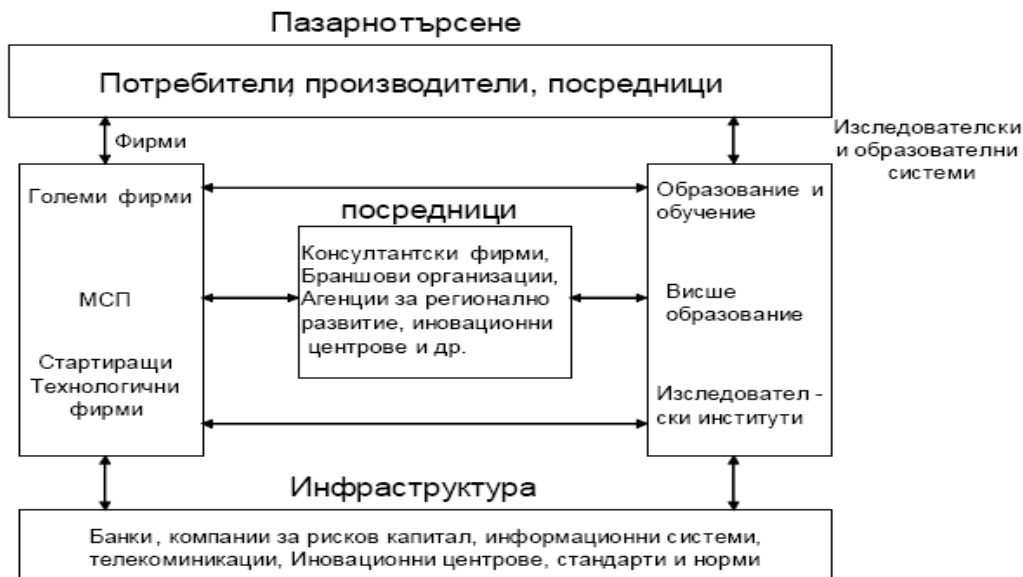 Пазарно търсене
Потребители, производители, посредници
Фирми
Изследователски
и образователни
системи
Големи фирми
МСП
Стартиращи
Технологични
фирми
посредници
Консултантски фирми,
Браншови организации,
Агенции за регионално
развитие, иновационни
центрове и др.
Образование и
обучение
Висше
образование
Изследовател -
ски институти
Инфраструктура
Банки, компании за рисков капитал, информационни системи,
телекоминикации, Иновационни центрове, стандарти и норми